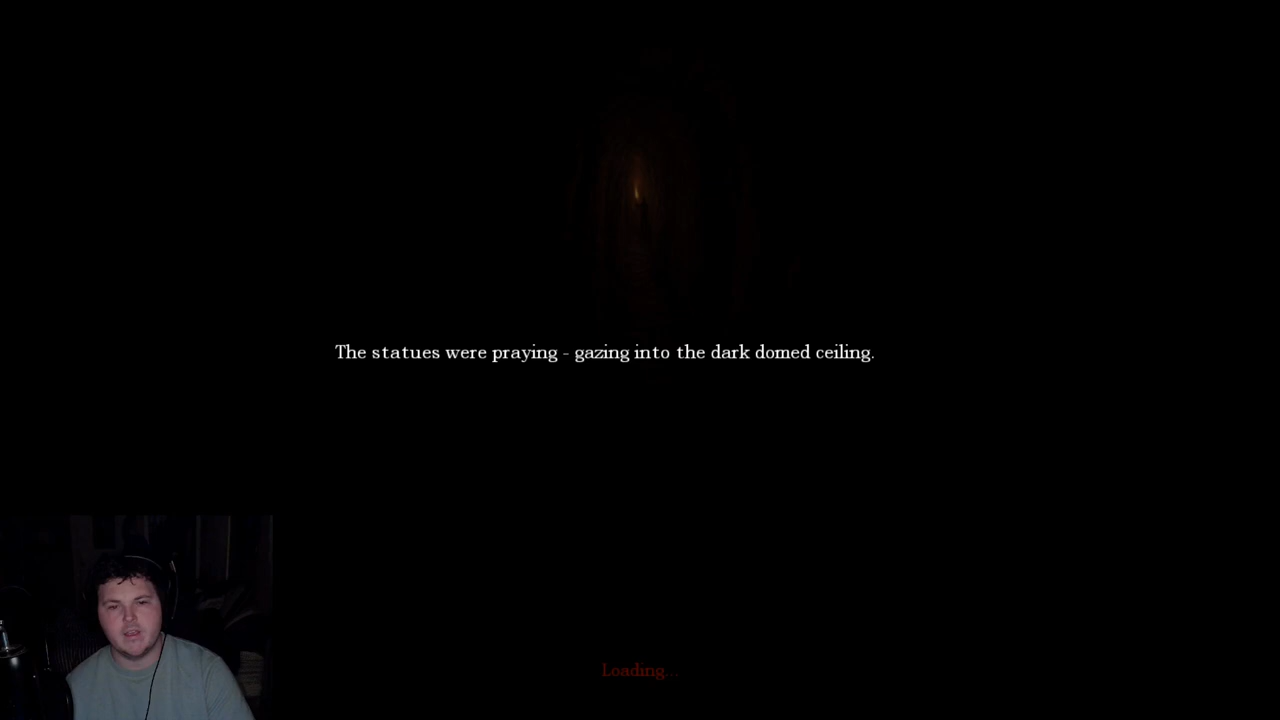 The statues were praying - gazing into the dark domed ceiling.
Loading...